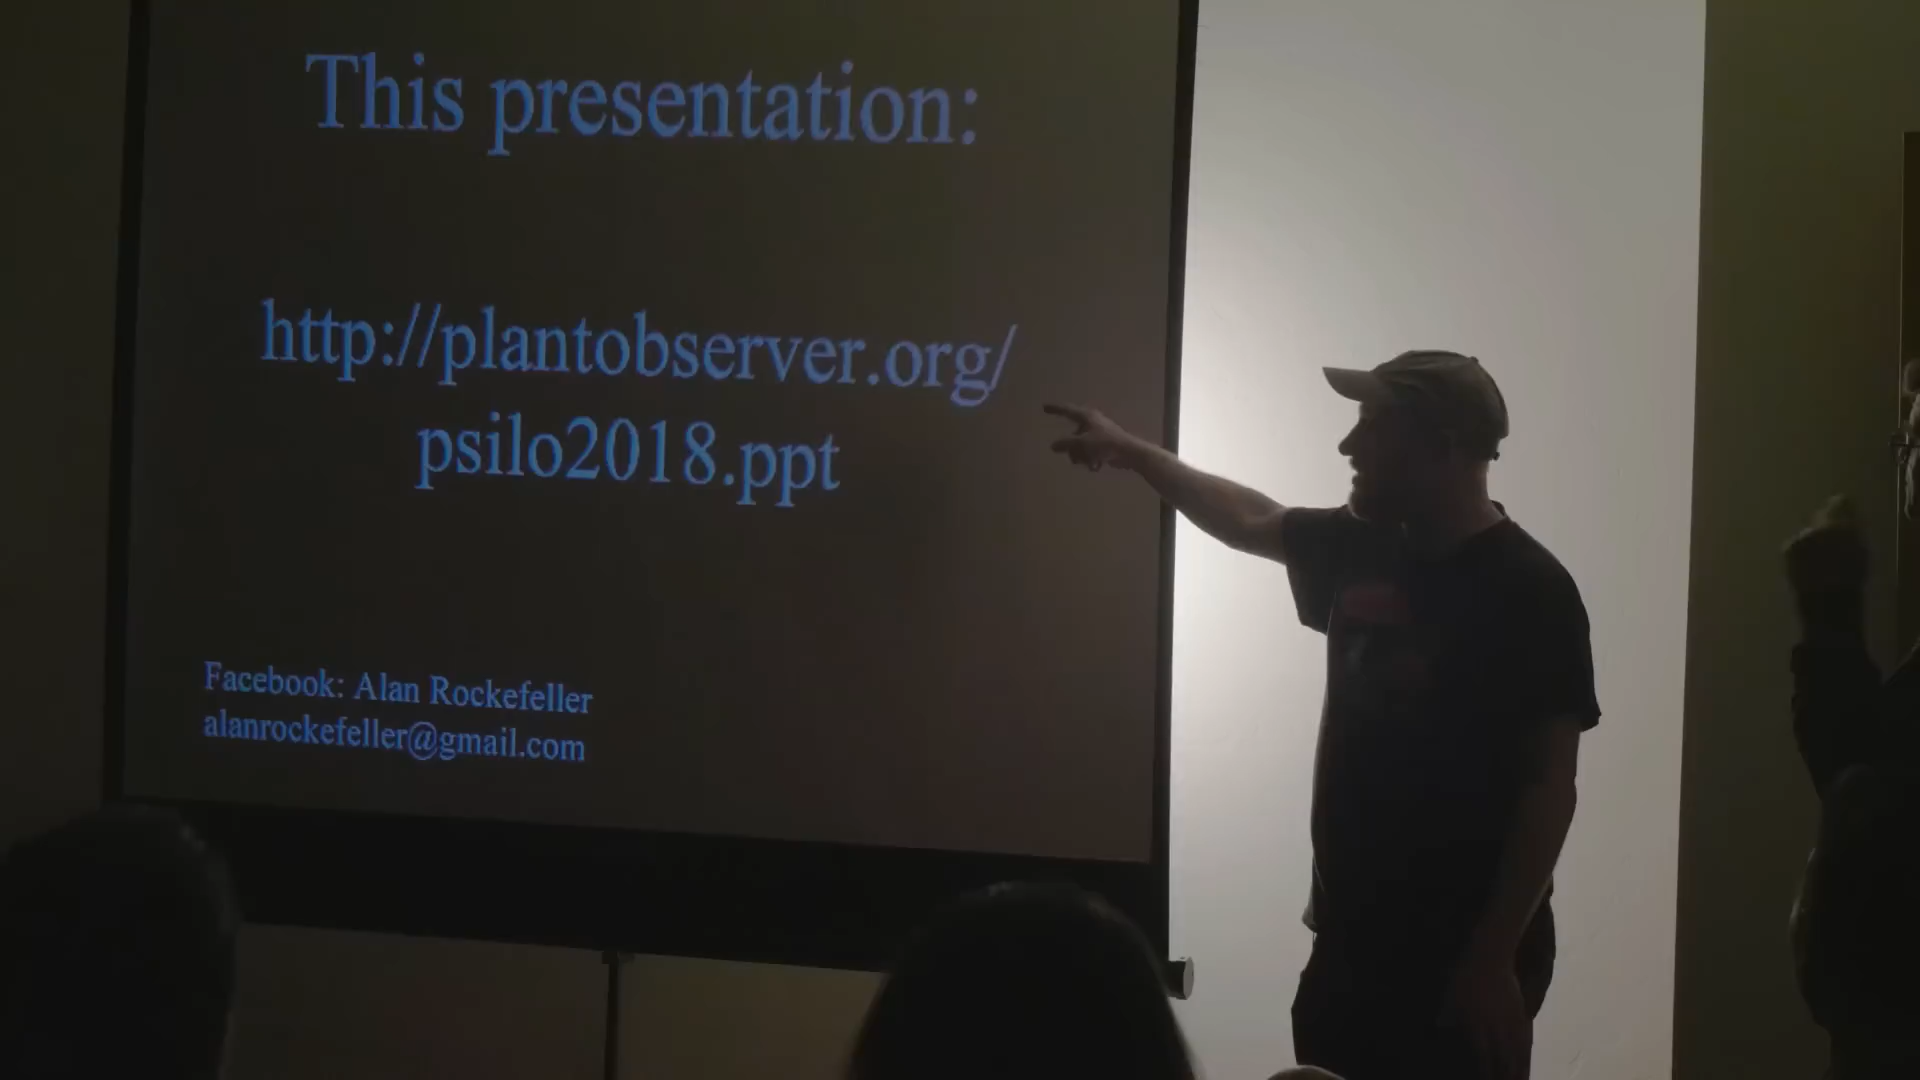 This presentation:
http://plantobserver.org/
psilo2018.ppt
Facebook: Alan Rockefeller
alanrockefeller@gmail.com